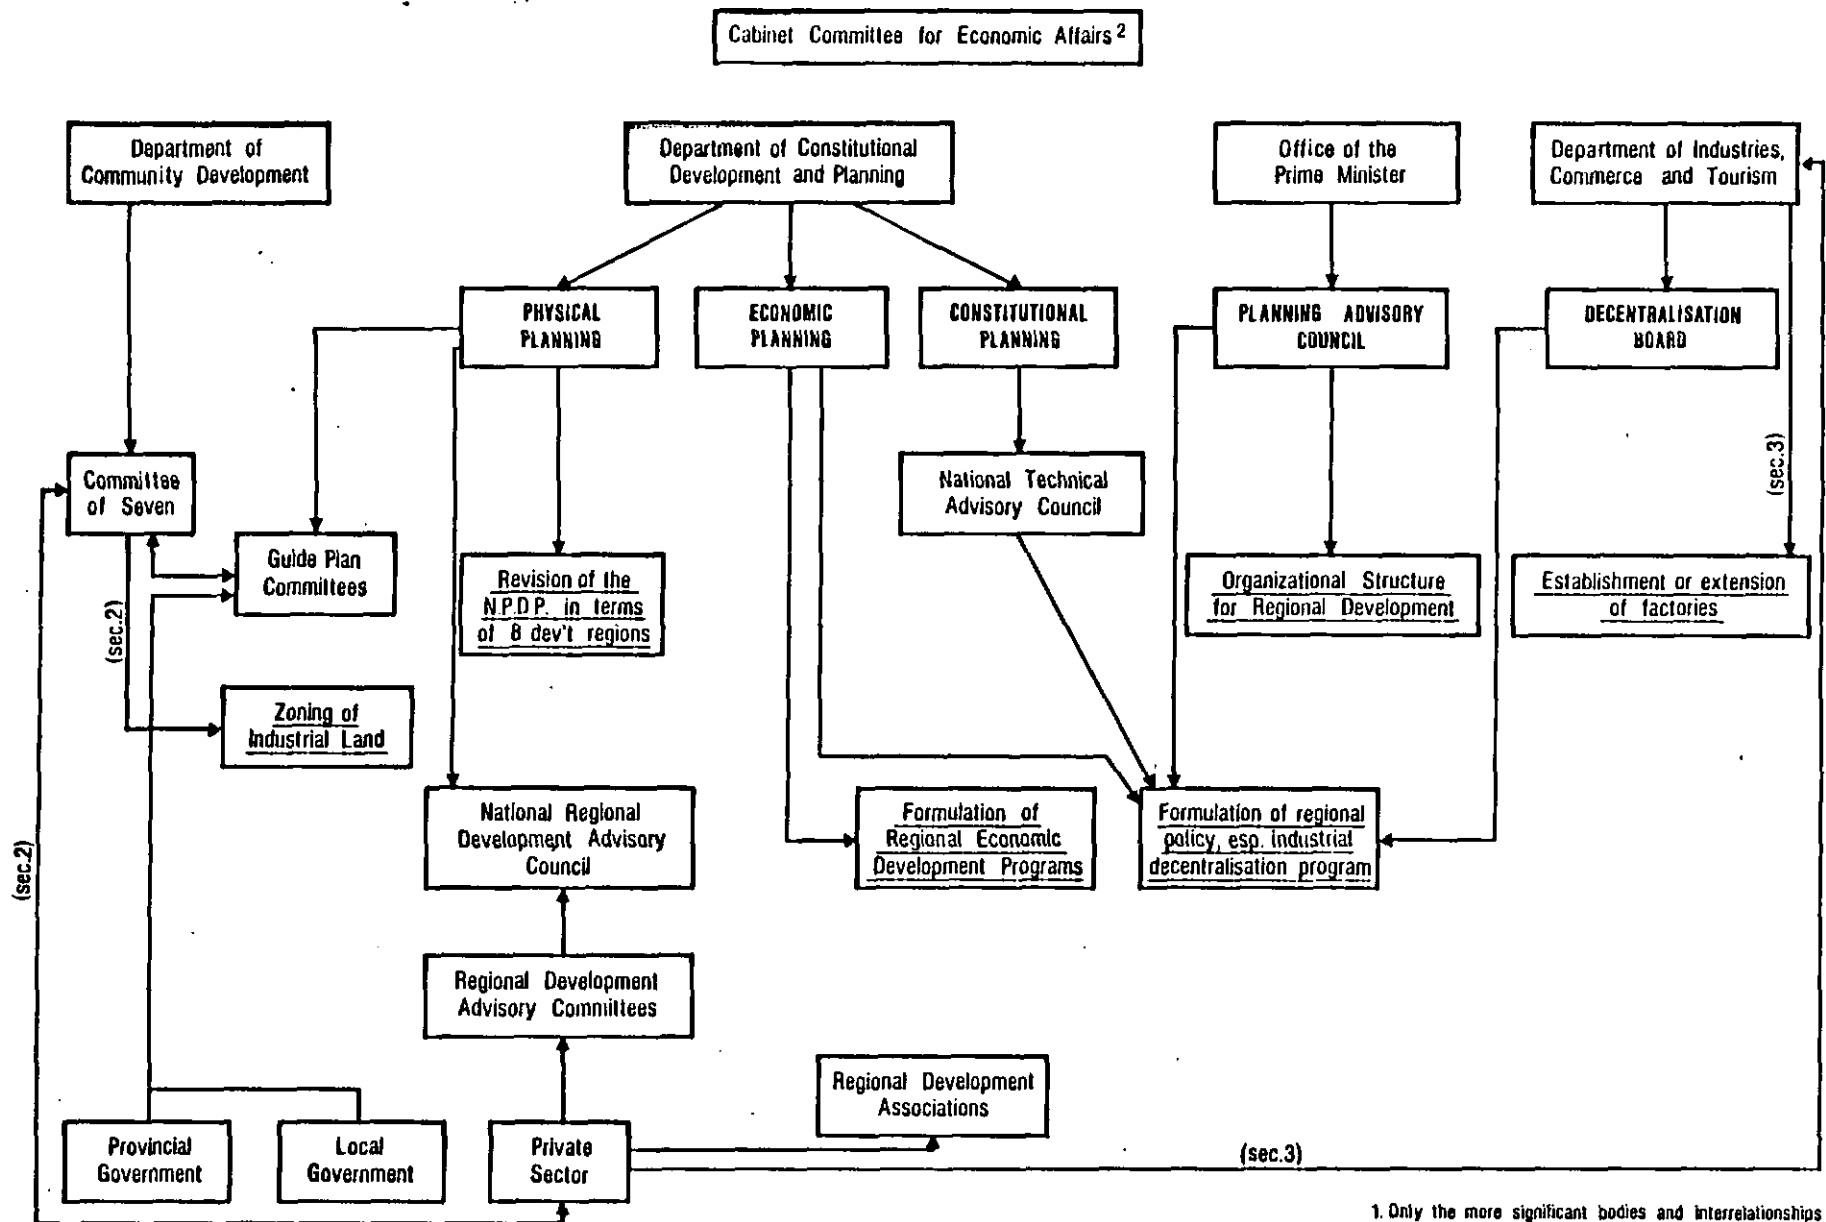 Cabinet Committee for Economic Affairs 2
Department of
Community Development
Department of Constitutional
Development and Planning
Office of the
Prime Minister
Department of Industries,
Commerce and Tourism
PHYSICAL
PLANNING
ECONOMIC
PLANNING
CONSTITUTIONAL
PLANNING
PLANNING ADVISORY
COUNCIL
DECENTRALISATION
BOARD
Committee
of Seven
National Technical
Advisory Council
(sec.3)
Guide Plan
Committees
Revision of the
N.P.D.P. in terms
of 8 dev't regions
Organizational Structure
for Regional Development
Establishment or extension
of factories
(sec.2)
Zoning of
Industrial Land
National Regional
Development Advisory
Council
Formulation of
Regional Economic
Development Programs
Formulation of regional
policy, esp. industrial
decentralisation program
(sec.2)
Regional Development
Advisory Committees
Regional Development
Associations
Provincial
Government
Local
Government
Private
Sector
(sec.3)
1. Only the more significant bodies and interrelationships